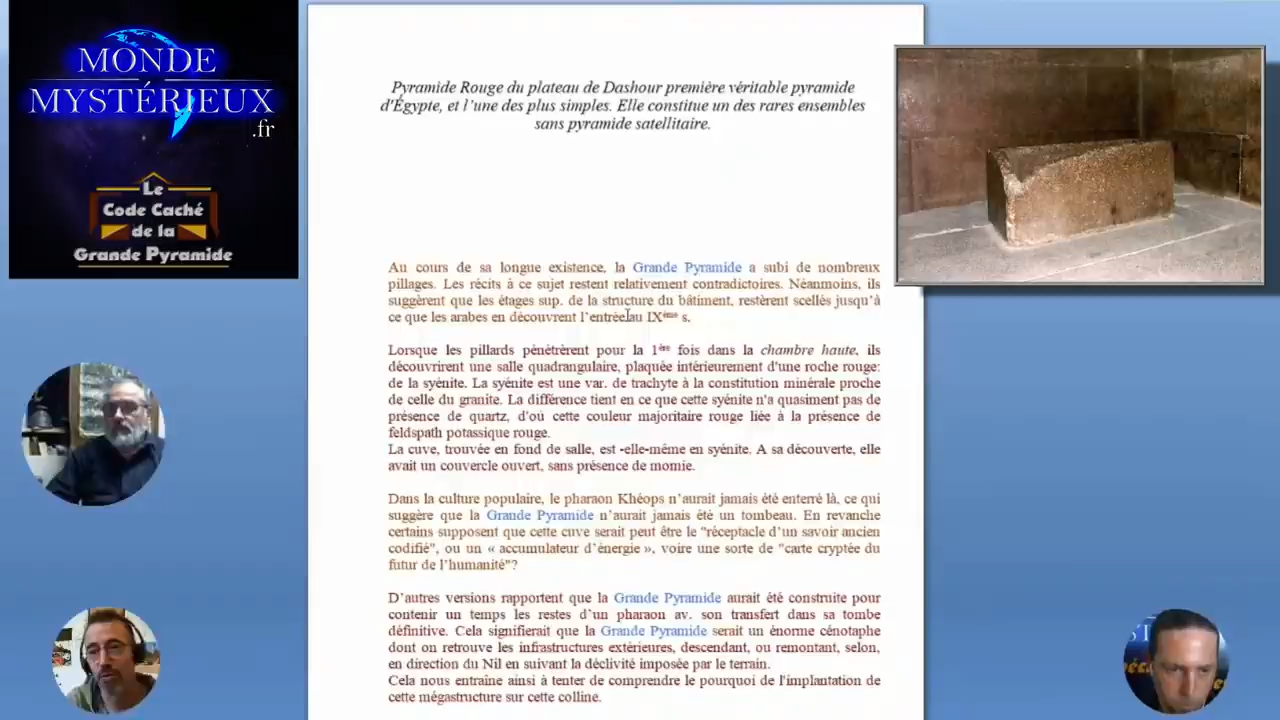 MONDE
MYSTÉRIEUX
.fr
Le
Code Caché
de la
Grande Pyramide
Pyramide Rouge du plateau de Dashour première véritable pyramide
d'Égypte, et l'une des plus simples. Elle constitue un des rares ensembles
sans pyramide satellitaire.
Au cours de sa longue existence, la Grande Pyramide a subi de nombreux
pillages. Les récits à ce sujet restent relativement contradictoires. Néanmoins, ils
suggèrent que les étages sup. de la structure du bâtiment, restèrent scellés jusqu'à
ce que les arabes en découvrent l'entrée au IXème s.
Lorsque les pillards pénétrèrent pour la 1ère fois dans la chambre haute, ils
découvrirent une salle quadrangulaire, plaquée intérieurement d'une roche rouge:
de la syénite. La syénite est une var. de trachyte à la constitution minérale proche
de celle du granite. La différence tient en ce que cette syénite n'a quasiment pas de
présence de quartz, d'où cette couleur majoritaire rouge liée à la présence de
feldspath potassique rouge.
La cuve, trouvée en fond de salle, est -elle-même en syénite. A sa découverte, elle
avait un couvercle ouvert, sans présence de momie.
Dans la culture populaire, le pharaon Khéops n'aurait jamais été enterré là, ce qui
suggère que la Grande Pyramide n'aurait jamais été un tombeau. En revanche
certains supposent que cette cuve serait peut être le "réceptacle d'un savoir ancien
codifié", ou un « accumulateur d'énergie », voire une sorte de "carte cryptée du
futur de l'humanité"?
D'autres versions rapportent que la Grande Pyramide aurait été construite pour
contenir un temps les restes d'un pharaon av. son transfert dans sa tombe
définitive. Cela signifierait que la Grande Pyramide serait un énorme cénotaphe
dont on retrouve les infrastructures extérieures, descendant, ou remontant, selon,
en direction du Nil en suivant la déclivité imposée par le terrain.
Cela nous entraîne ainsi à tenter de comprendre le pourquoi de l'implantation de
cette mégastructure sur cette colline.